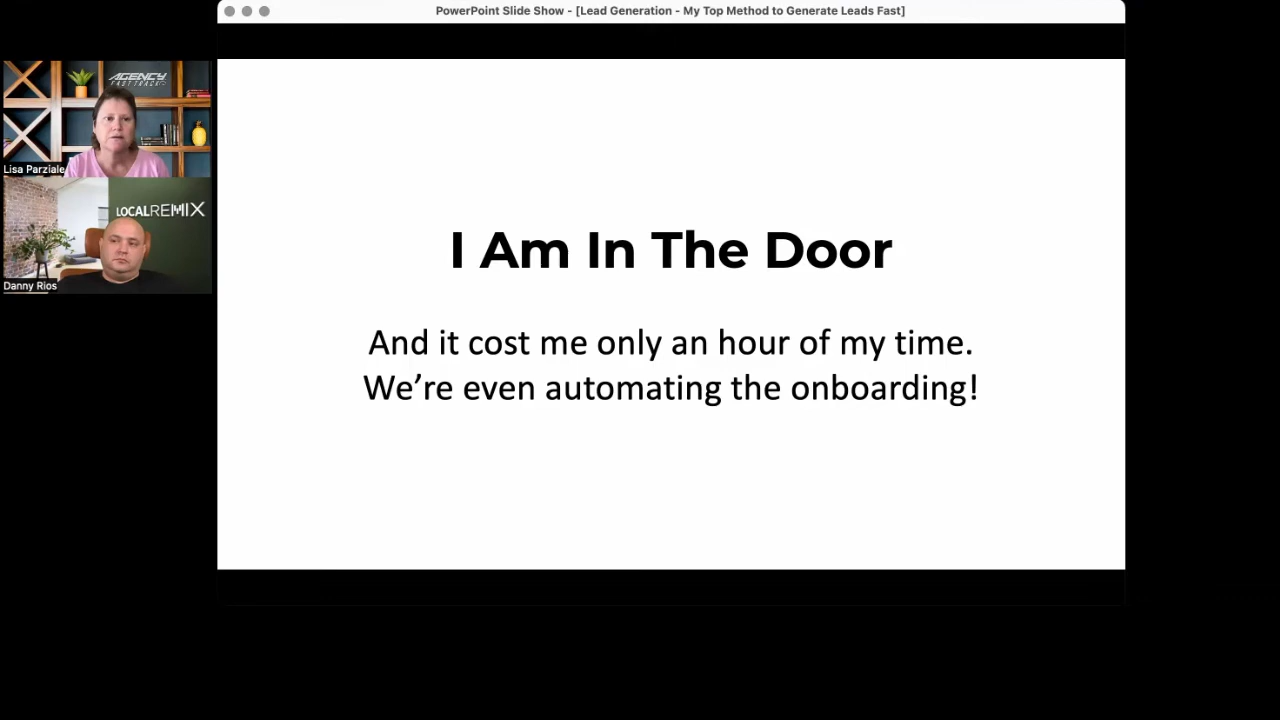 PowerPoint Slide Show - [Lead Generation - My Top Method to Generate Leads Fast]
AGENCY
FAST TRACK
Lisa Parziale
LOCALREMIX
Danny Rios
I Am In The Door
And it cost me only an hour of my time.
We’re even automating the onboarding!